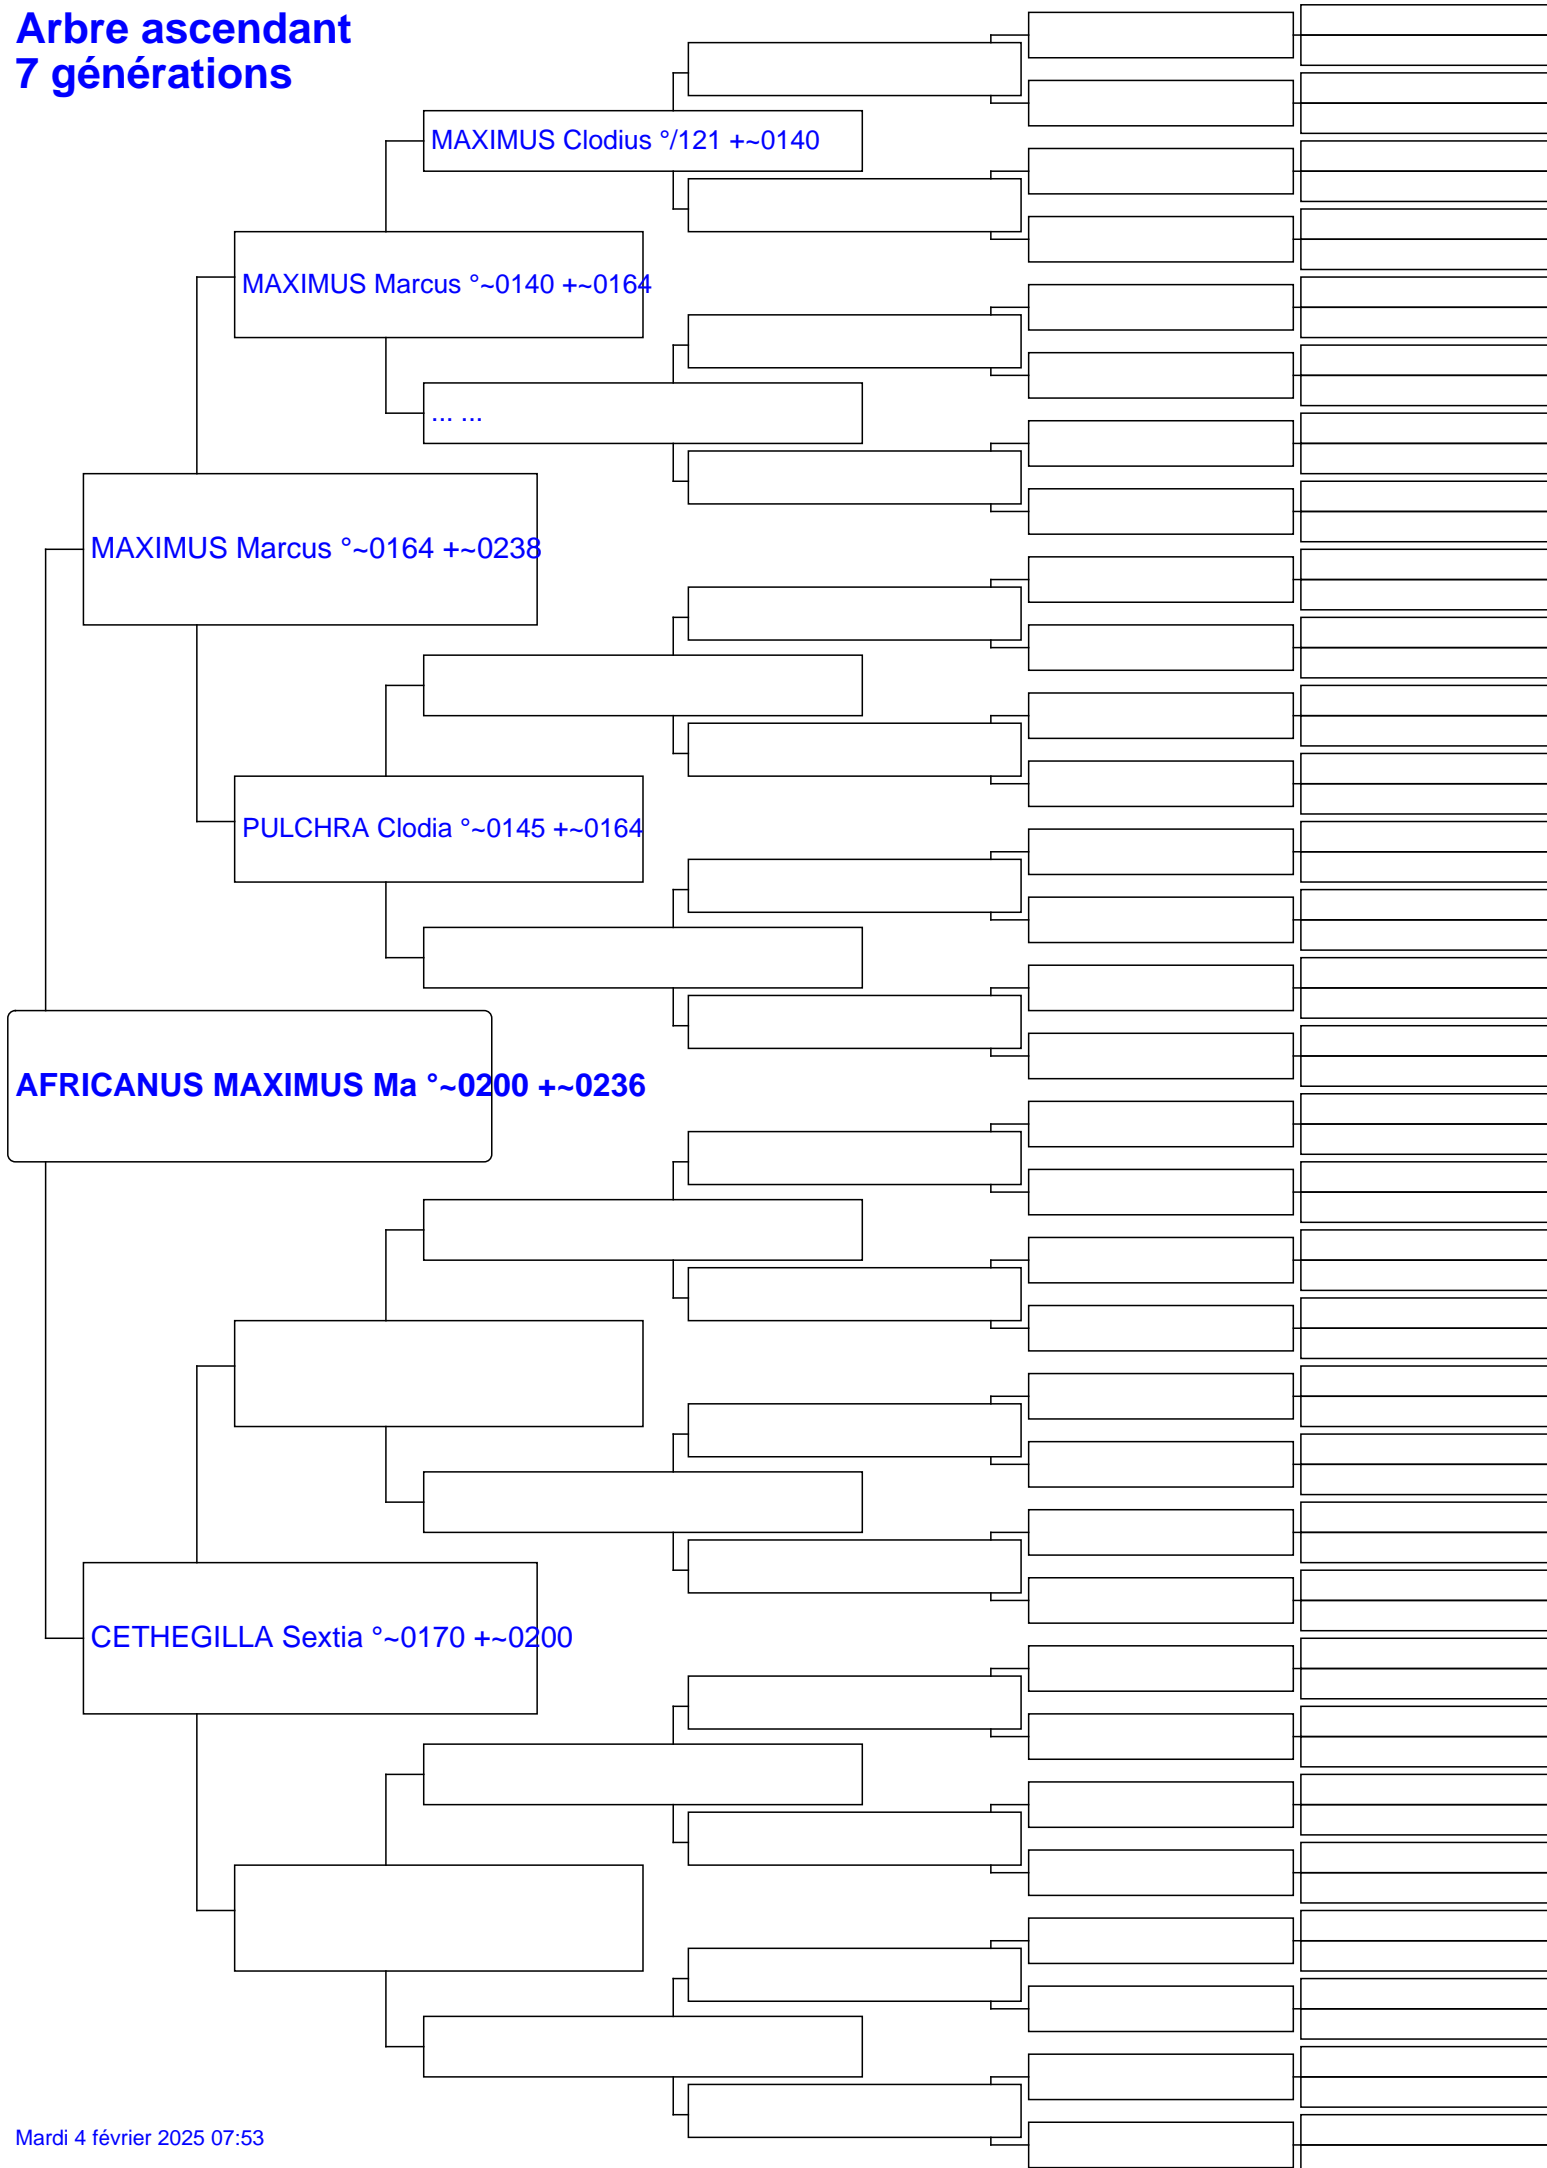 Arbre ascendant
7 générations
MAXIMUS Clodius °/121 +~0140
MAXIMUS Marcus °~0140 +~0164
... ...
MAXIMUS Marcus °~0164 +~0238
PULCHRA Clodia °~0145 +~0164
AFRICANUS MAXIMUS Ma °~0200 +~0236
CETHEGILLA Sextia °~0170 +~0200
Mardi 4 février 2025 07:53